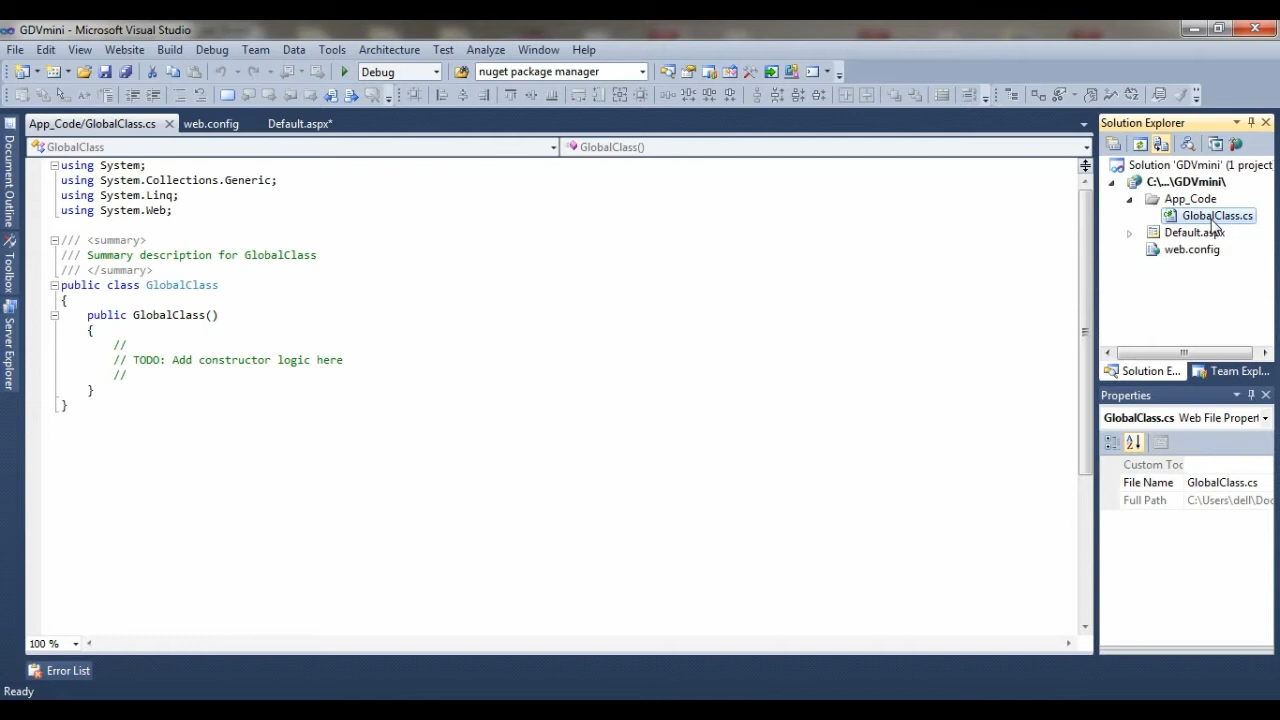 GDVmini - Microsoft Visual Studio
File Edit View Website Build Debug Team Data Tools Architecture Test Analyze Window Help
Debug nuget package manager
App_Code/GlobalClass.cs web.config Default.aspx*
GlobalClass GlobalClass()
using System;
using System.Collections.Generic;
using System.Linq;
using System.Web;
/// <summary>
/// Summary description for GlobalClass
/// </summary>
public class GlobalClass
{
public GlobalClass()
{
//
// TODO: Add constructor logic here
//
}
}
100 %
Document Outline
Toolbox
Server Explorer
Solution Explorer
Solution 'GDVmini' (1 project
C:\...\GDVmini\
App_Code
GlobalClass.cs
Default.aspx
web.config
Solution E... Team Expl...
Properties
GlobalClass.cs Web File Propert
Custom Toc
File Name GlobalClass.cs
Full Path C:\Users\dell\Doc
Error List
Ready